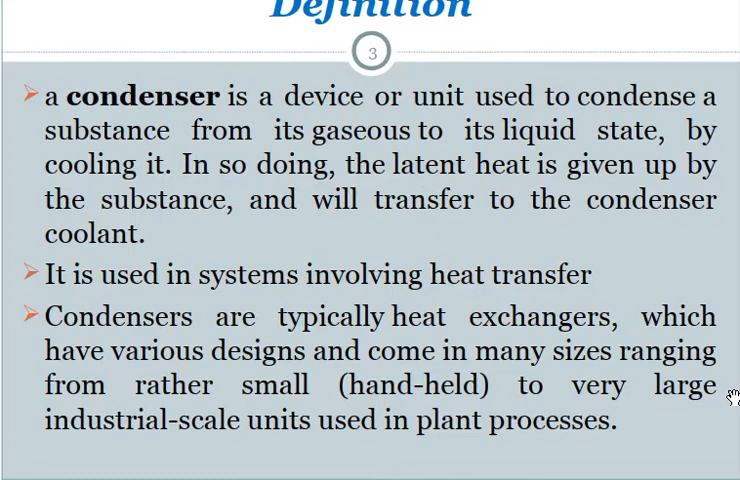 Definition
3
a condenser is a device or unit used to condense a
substance from its gaseous to its liquid state, by
cooling it. In so doing, the latent heat is given up by
the substance, and will transfer to the condenser
coolant.
It is used in systems involving heat transfer
Condensers are typically heat exchangers, which
have various designs and come in many sizes ranging
from rather small (hand-held) to very large
industrial-scale units used in plant processes.